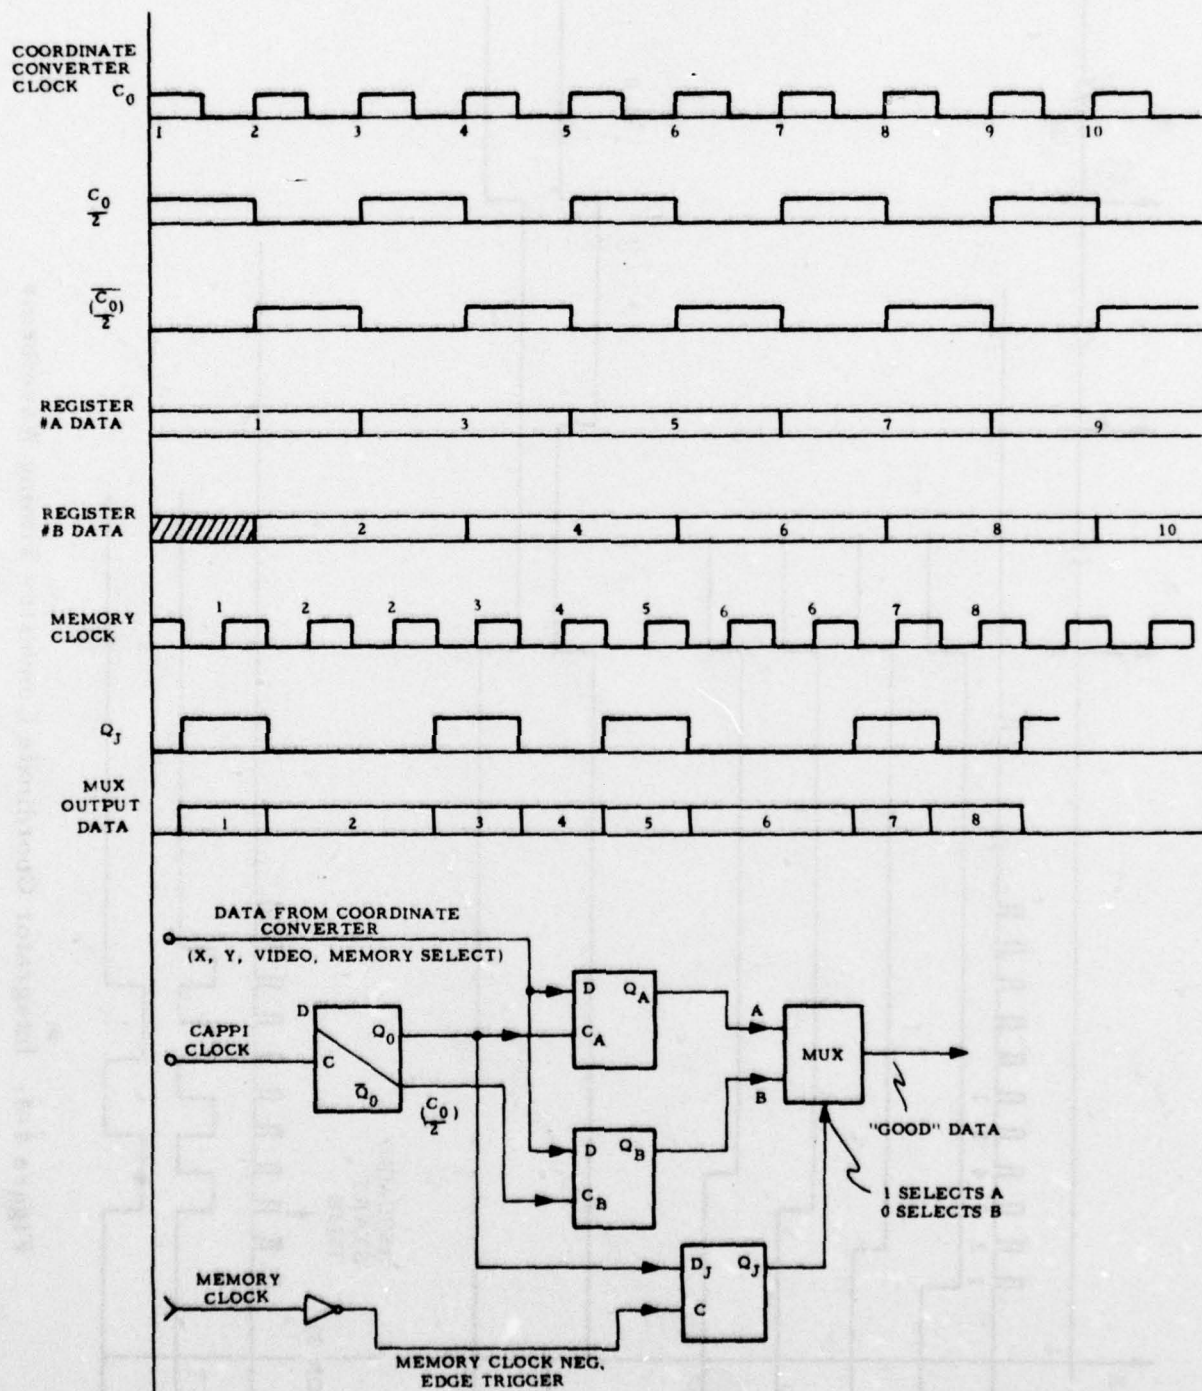 COORDINATE
CONVERTER
CLOCK C0
1 2 3 4 5 6 7 8 9 10
C0
2
(C0)
2
REGISTER
#A DATA
1 3 5 7 9
REGISTER
#B DATA
2 4 6 8 10
MEMORY
CLOCK
1 2 2 3 4 5 6 6 7 8
QJ
MUX
OUTPUT
DATA
1 2 3 4 5 6 7 8
DATA FROM COORDINATE
CONVERTER
(X, Y, VIDEO, MEMORY SELECT)
CAPPI
CLOCK
D
C
Q0
Q̅0
(C0)
2
D QA
CA
D QB
CB
A
B
MUX
"GOOD" DATA
1 SELECTS A
0 SELECTS B
DJ QJ
C
MEMORY
CLOCK
MEMORY CLOCK NEG,
EDGE TRIGGER